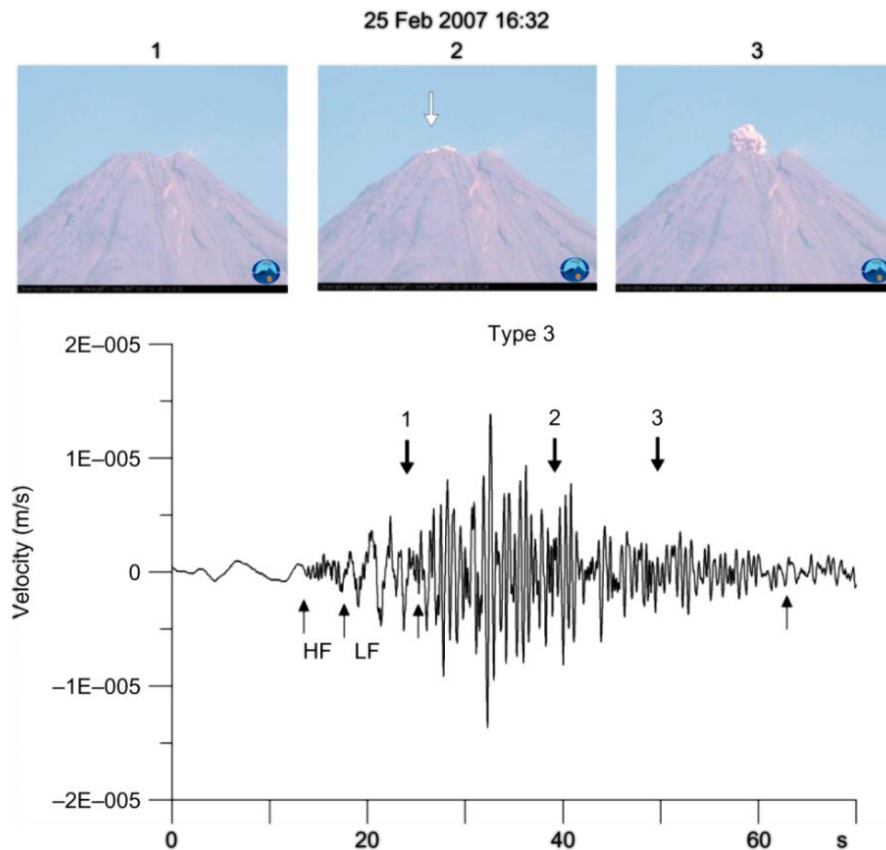 25 Feb 2007 16:32
1
2
3
Type 3
2E–005
1E–005
0
–1E–005
–2E–005
Velocity (m/s)
1
2
3
HF
LF
0
20
40
60
s